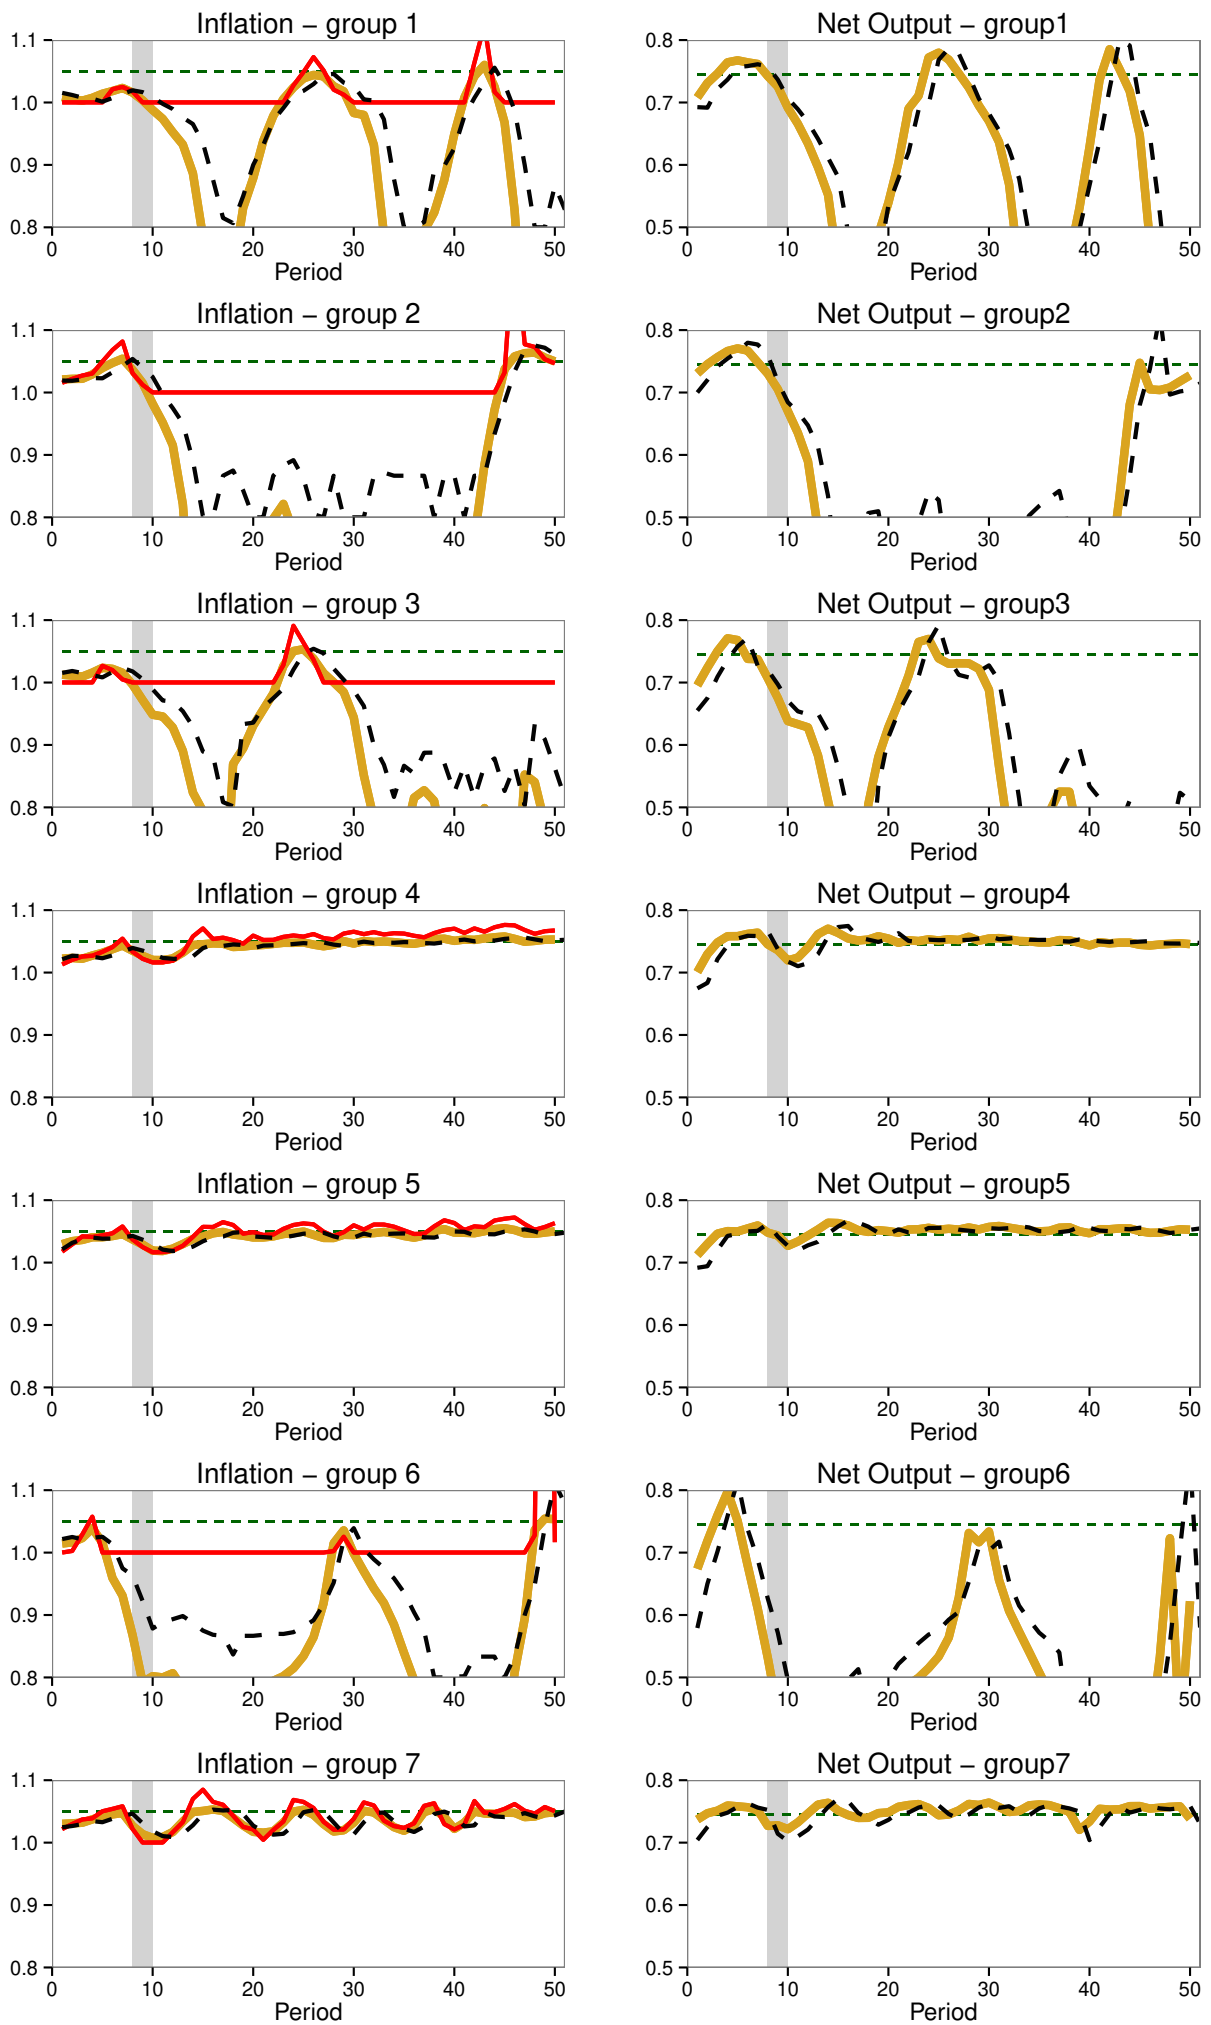 Inflation − group 1
Net Output − group1
1.1
1.0
0.9
0.8
0 10 20 30 40 50
Period
0.8
0.7
0.6
0.5
0 10 20 30 40 50
Period
Inflation − group 2
Net Output − group2
1.1
1.0
0.9
0.8
0 10 20 30 40 50
Period
0.8
0.7
0.6
0.5
0 10 20 30 40 50
Period
Inflation − group 3
Net Output − group3
1.1
1.0
0.9
0.8
0 10 20 30 40 50
Period
0.8
0.7
0.6
0.5
0 10 20 30 40 50
Period
Inflation − group 4
Net Output − group4
1.1
1.0
0.9
0.8
0 10 20 30 40 50
Period
0.8
0.7
0.6
0.5
0 10 20 30 40 50
Period
Inflation − group 5
Net Output − group5
1.1
1.0
0.9
0.8
0 10 20 30 40 50
Period
0.8
0.7
0.6
0.5
0 10 20 30 40 50
Period
Inflation − group 6
Net Output − group6
1.1
1.0
0.9
0.8
0 10 20 30 40 50
Period
0.8
0.7
0.6
0.5
0 10 20 30 40 50
Period
Inflation − group 7
Net Output − group7
1.1
1.0
0.9
0.8
0 10 20 30 40 50
Period
0.8
0.7
0.6
0.5
0 10 20 30 40 50
Period